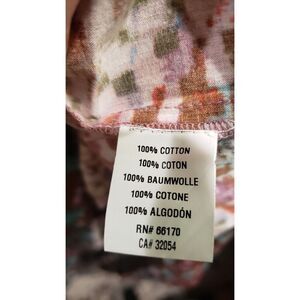 100% COTTON
100% COTON
100% BAUMWOLLE
100% COTONE
100% ALGODÓN
RN# 66170
CA# 32054